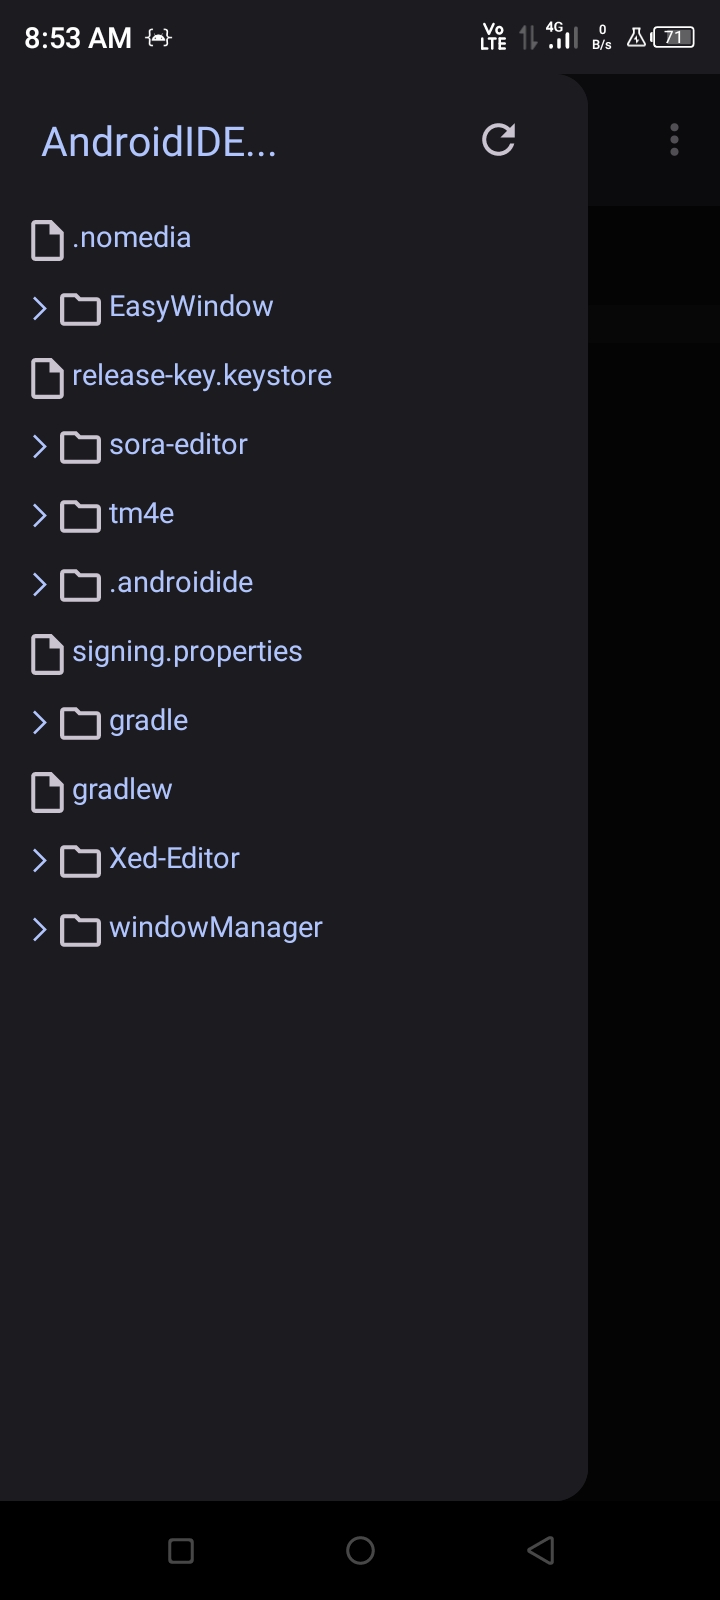 8:53 AM
Vo LTE 4G 0 B/s 71
AndroidIDE...
.nomedia
EasyWindow
release-key.keystore
sora-editor
tm4e
.androidide
signing.properties
gradle
gradlew
Xed-Editor
windowManager